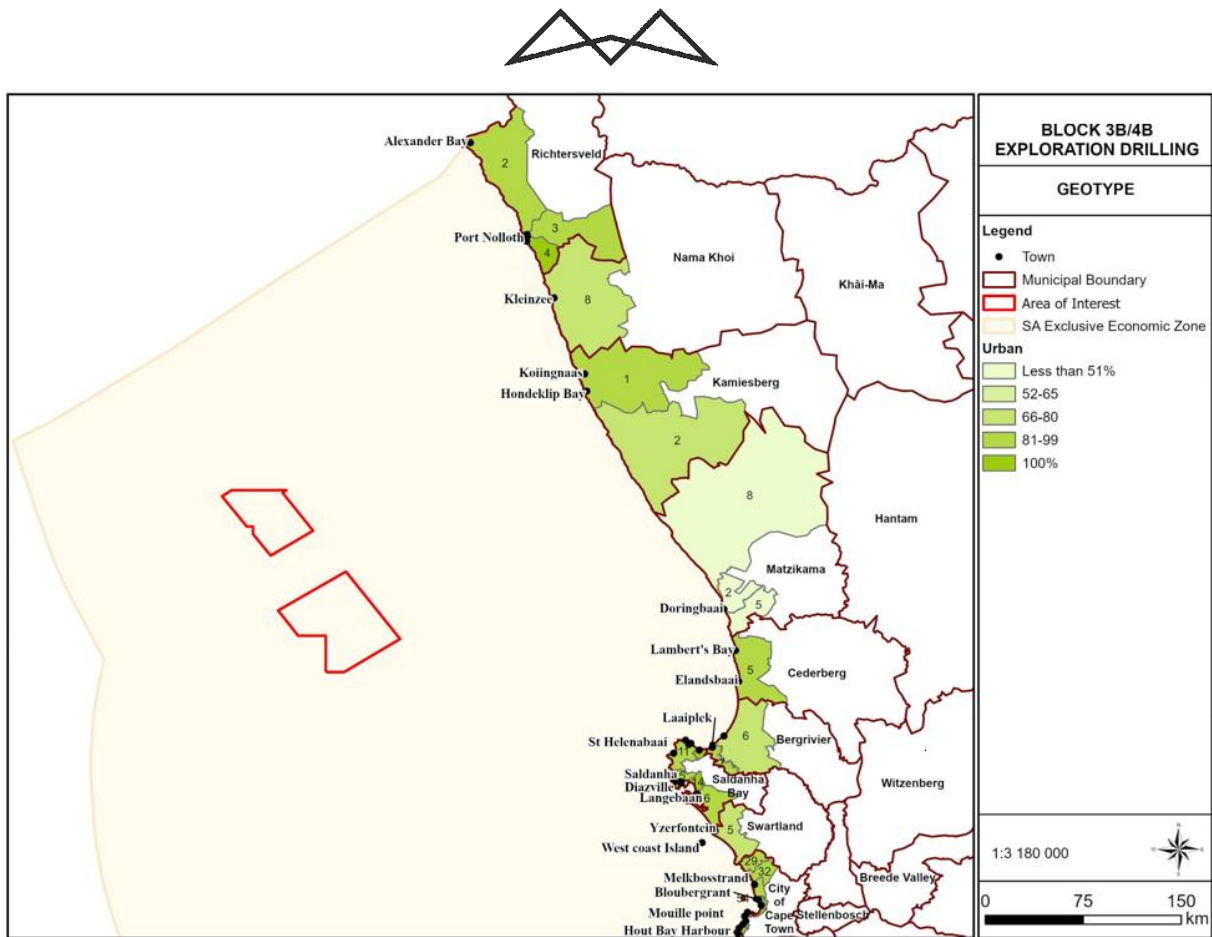 Alexander Bay
2
Richtersveld
3
Port Nolloth
4
Nama Khoi
Khâi-Ma
Kleinzee
8
Koiingnaas
1
Kamiesberg
Hondeklip Bay
2
8
Hantam
Matzikama
2
5
Doringbaai
Lambert's Bay
5
Cederberg
Elandsbaai
Laaiplek
6
Bergrivier
St Helenabaai
11
Witzenberg
Saldanha
14
Saldanha
Bay
Diazville
Langebaan
6
Swartland
Yzerfontein
5
West coast Island
29
32
Melkbosstrand
Breede Valley
Bloubergrant
City
of
Cape
Town
Stellenbosch
Mouille point
Hout Bay Harbour
BLOCK 3B/4B
EXPLORATION DRILLING
GEOTYPE
Legend
Town
Municipal Boundary
Area of Interest
SA Exclusive Economic Zone
Urban
Less than 51%
52-65
66-80
81-99
100%
1:3 180 000
0 75 150
km